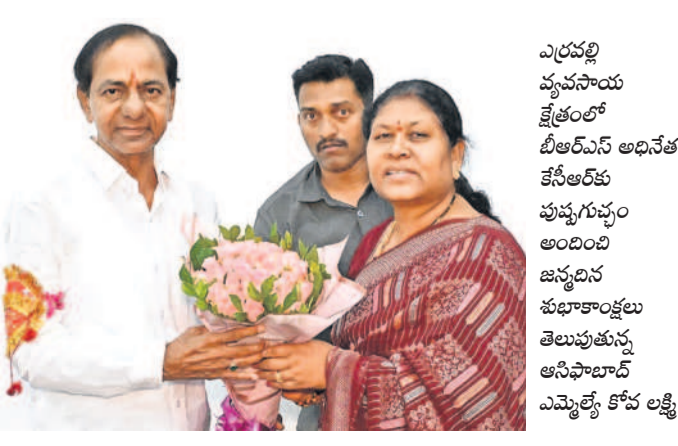 ఎర్రవల్లి
వ్యవసాయ
క్షేత్రంలో
బీఆర్ఎస్ అధినేత
కేసీఆర్‌కు
పుష్పగుచ్ఛం
అందించి
జన్మదిన
శుభాకాంక్షలు
తెలుపుతున్న
ఆసిఫాబాద్
ఎమ్మెల్యే కోవ లక్ష్మి